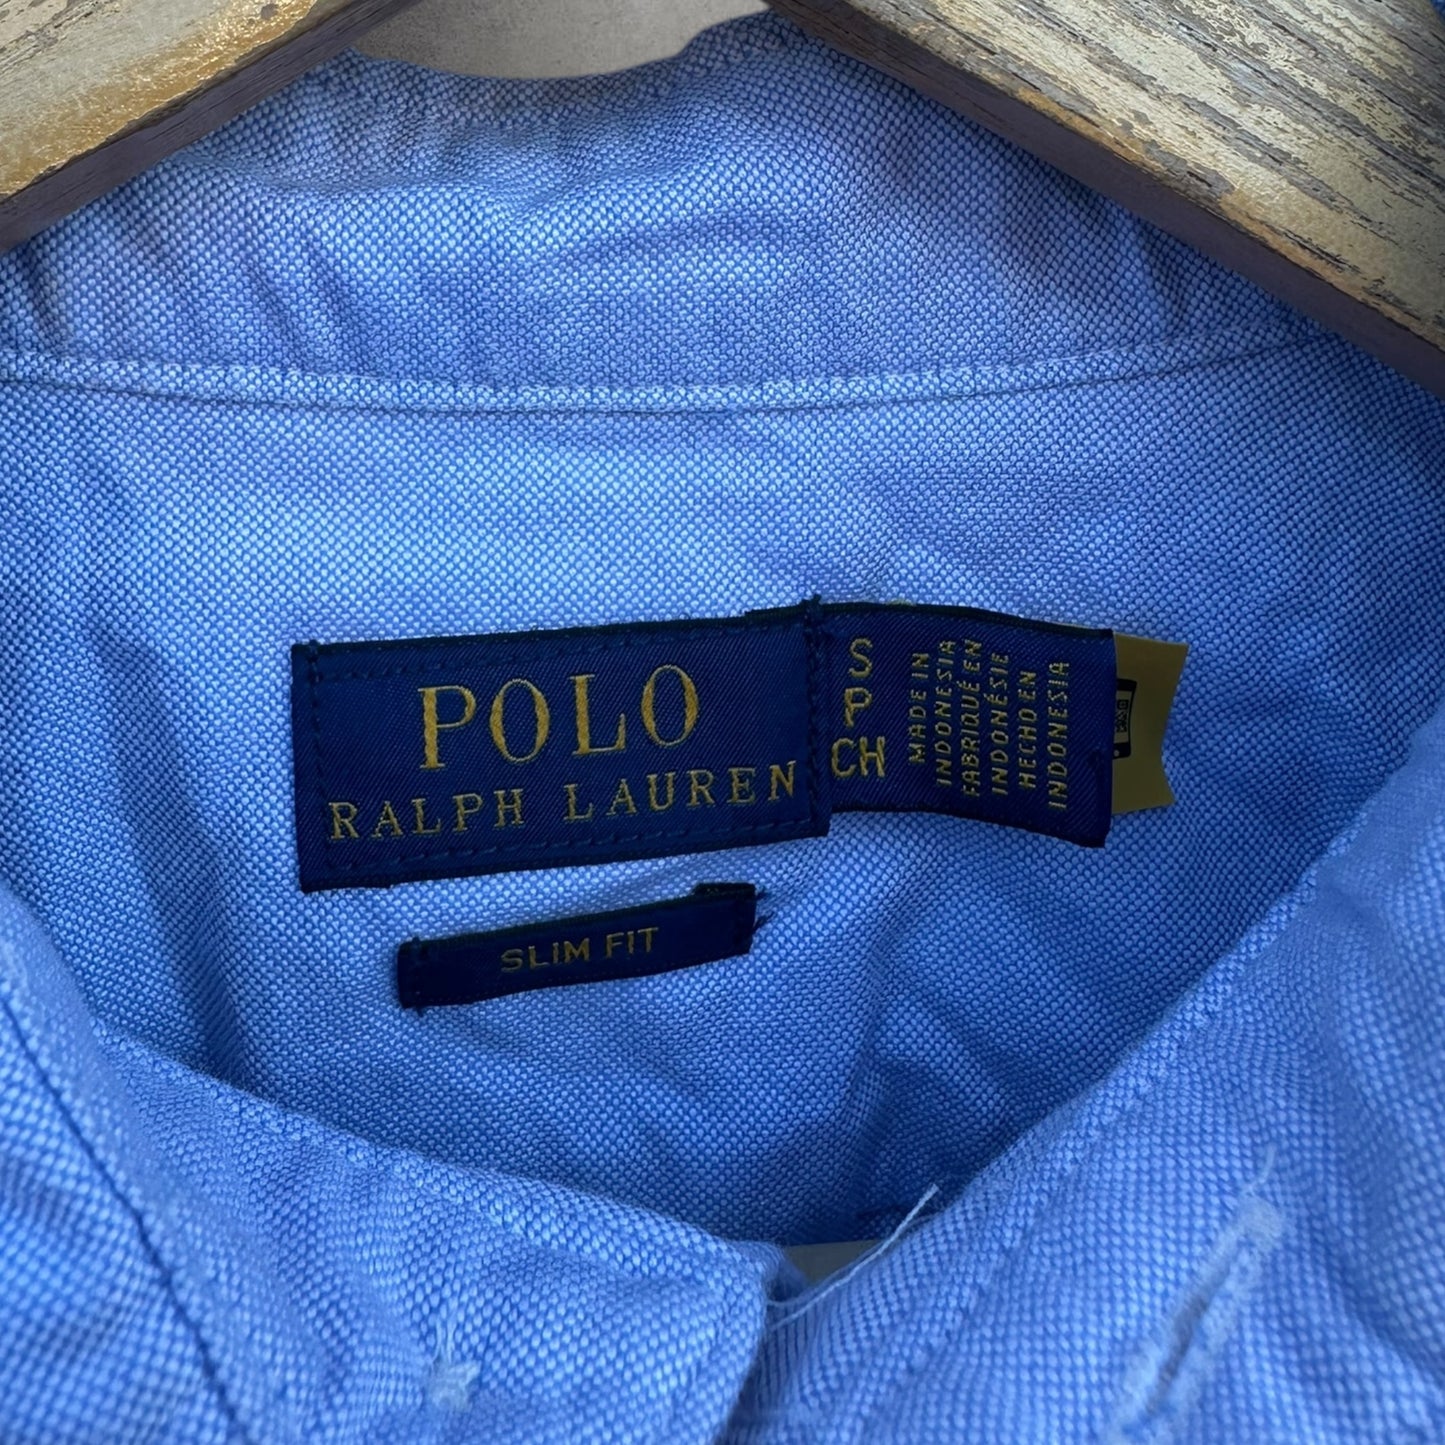 POLO
RALPH LAUREN
S
P
CH
MADE IN
INDONESIA
FABRIQUÉ EN
INDONÉSIE
HECHO EN
INDONESIA
SLIM FIT